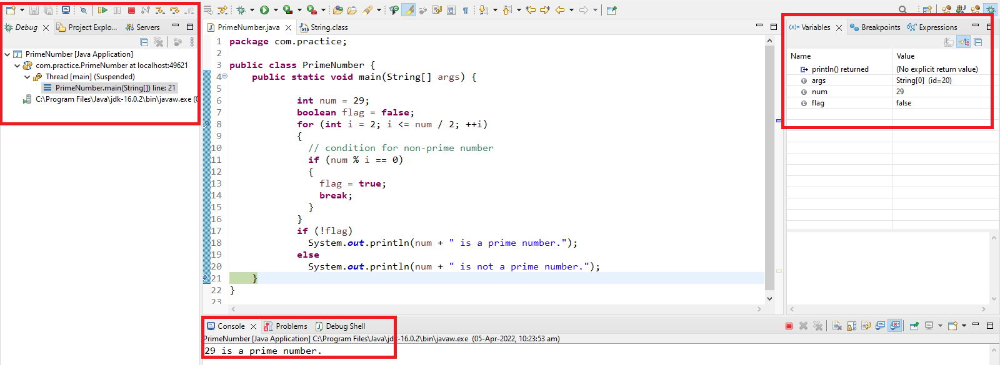 Debug Project Explo... Servers
PrimeNumber [Java Application]
com.practice.PrimeNumber at localhost:49621
Thread [main] (Suspended)
PrimeNumber.main(String[]) line: 21
C:\Program Files\Java\jdk-16.0.2\bin\javaw.exe (0
PrimeNumber.java String.class
1 package com.practice;
2
3 public class PrimeNumber {
4 public static void main(String[] args) {
5
6 int num = 29;
7 boolean flag = false;
8 for (int i = 2; i <= num / 2; ++i)
9 {
10 // condition for non-prime number
11 if (num % i == 0)
12 {
13 flag = true;
14 break;
15 }
16 }
17 if (!flag)
18 System.out.println(num + " is a prime number.");
19 else
20 System.out.println(num + " is not a prime number.");
21 }
22 }
23
(x)= Variables Breakpoints Expressions
Name Value
println() returned (No explicit return value)
args String[0] (id=20)
num 29
flag false
Console Problems Debug Shell
PrimeNumber [Java Application] C:\Program Files\Java\jdk-16.0.2\bin\javaw.exe (05-Apr-2022, 10:23:53 am)
29 is a prime number.